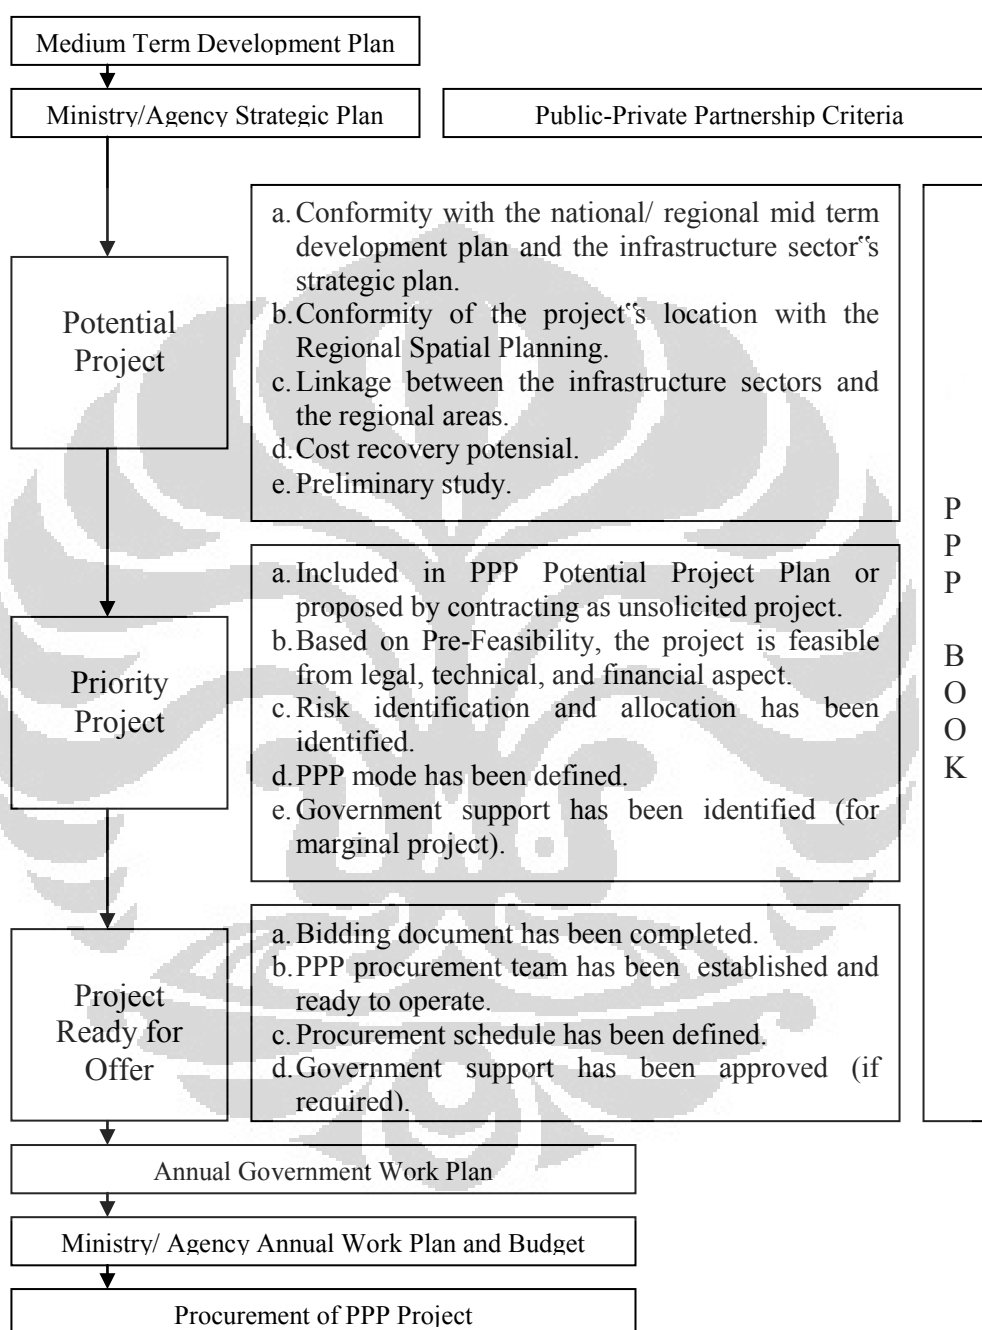 Medium Term Development Plan
Ministry/Agency Strategic Plan
Public-Private Partnership Criteria
Potential
Project
a. Conformity with the national/ regional mid term
development plan and the infrastructure sector‟s
strategic plan.
b. Conformity of the project‟s location with the
Regional Spatial Planning.
c. Linkage between the infrastructure sectors and
the regional areas.
d. Cost recovery potensial.
e. Preliminary study.
Priority
Project
a. Included in PPP Potential Project Plan or
proposed by contracting as unsolicited project.
b. Based on Pre-Feasibility, the project is feasible
from legal, technical, and financial aspect.
c. Risk identification and allocation has been
identified.
d. PPP mode has been defined.
e. Government support has been identified (for
marginal project).
Project
Ready for
Offer
a. Bidding document has been completed.
b. PPP procurement team has been established and
ready to operate.
c. Procurement schedule has been defined.
d. Government support has been approved (if
required).
P
P
P
B
O
O
K
Annual Government Work Plan
Ministry/ Agency Annual Work Plan and Budget
Procurement of PPP Project